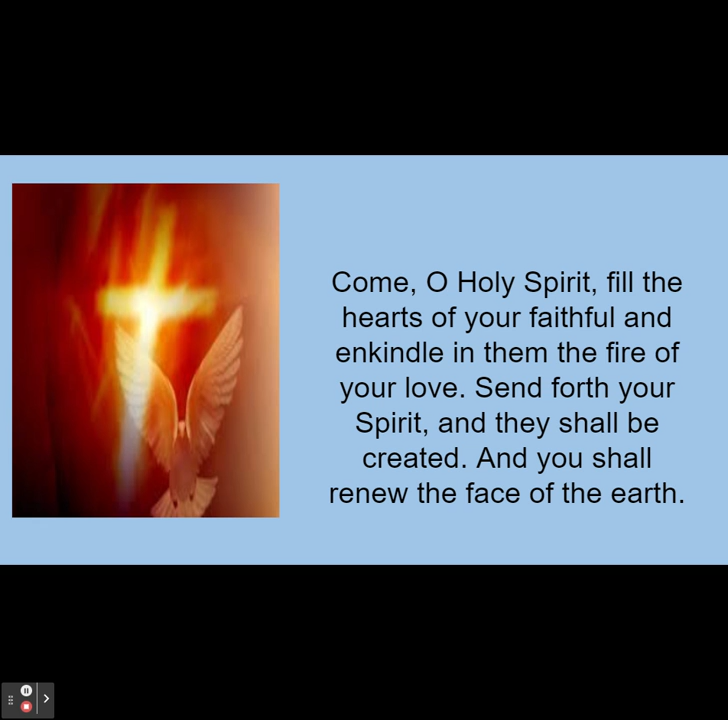 Come, O Holy Spirit, fill the
hearts of your faithful and
enkindle in them the fire of
your love. Send forth your
Spirit, and they shall be
created. And you shall
renew the face of the earth.